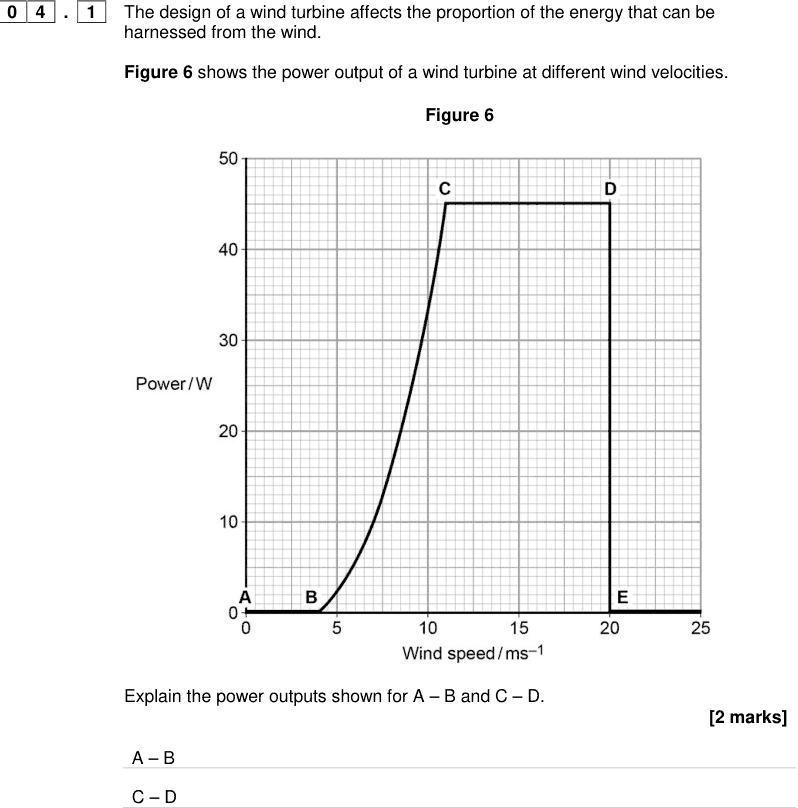 0 4 . 1 The design of a wind turbine affects the proportion of the energy that can be
harnessed from the wind.
Figure 6 shows the power output of a wind turbine at different wind velocities.
Figure 6
50
C D
40
30
Power/W
20
10
A B E
0
0 5 10 15 20 25
Wind speed/ms–1
Explain the power outputs shown for A – B and C – D.
[2 marks]
A – B
C – D